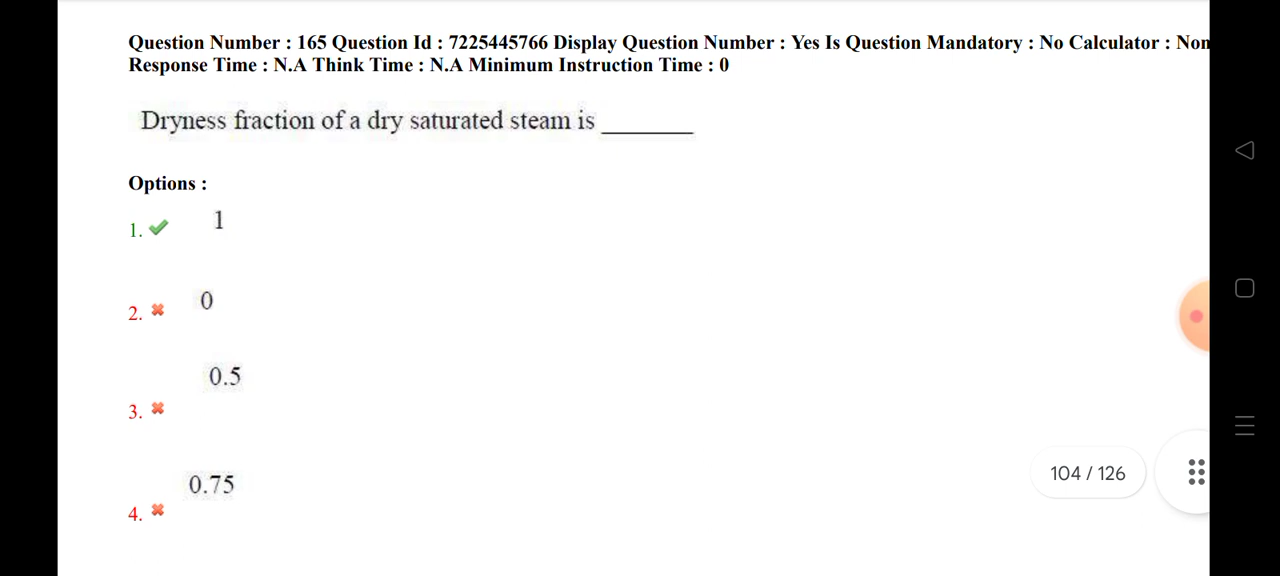 Question Number : 165 Question Id : 7225445766 Display Question Number : Yes Is Question Mandatory : No Calculator : Non
Response Time : N.A Think Time : N.A Minimum Instruction Time : 0
Dryness fraction of a dry saturated steam is _______
Options :
1. 1
2. 0
3. 0.5
4. 0.75
104 / 126